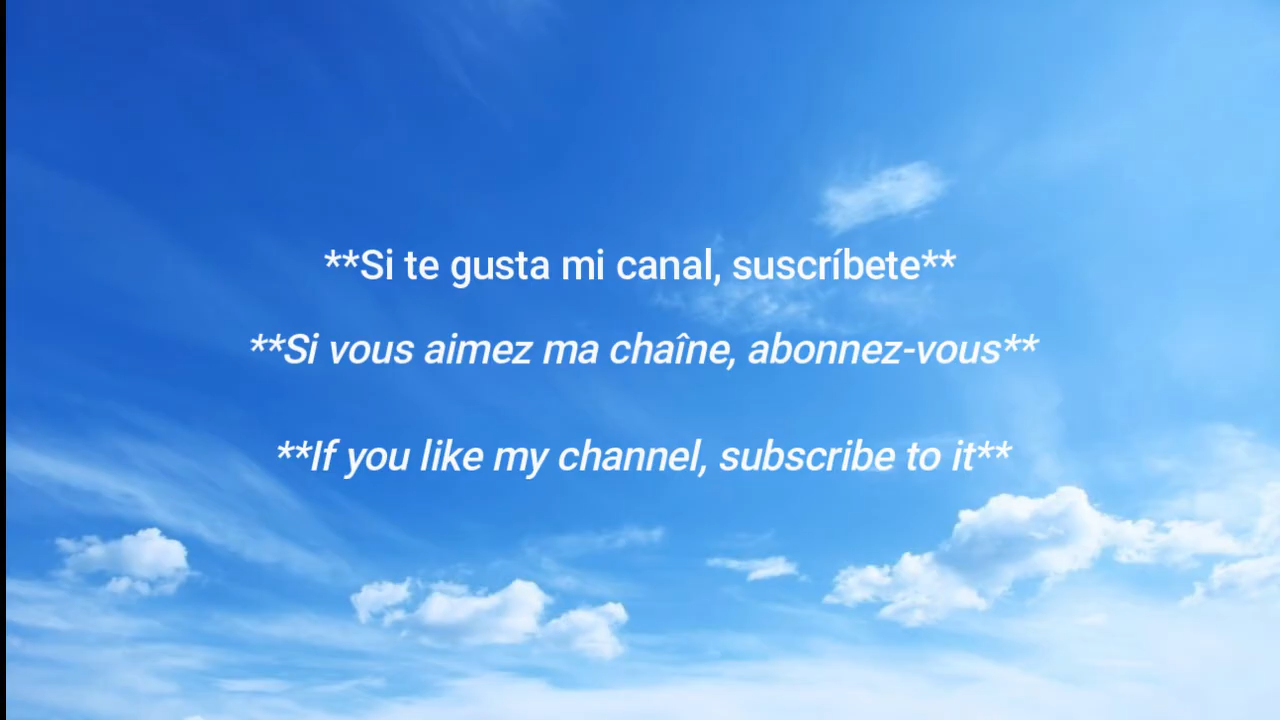 **Si te gusta mi canal, suscríbete**
**Si vous aimez ma chaîne, abonnez-vous**
**If you like my channel, subscribe to it**